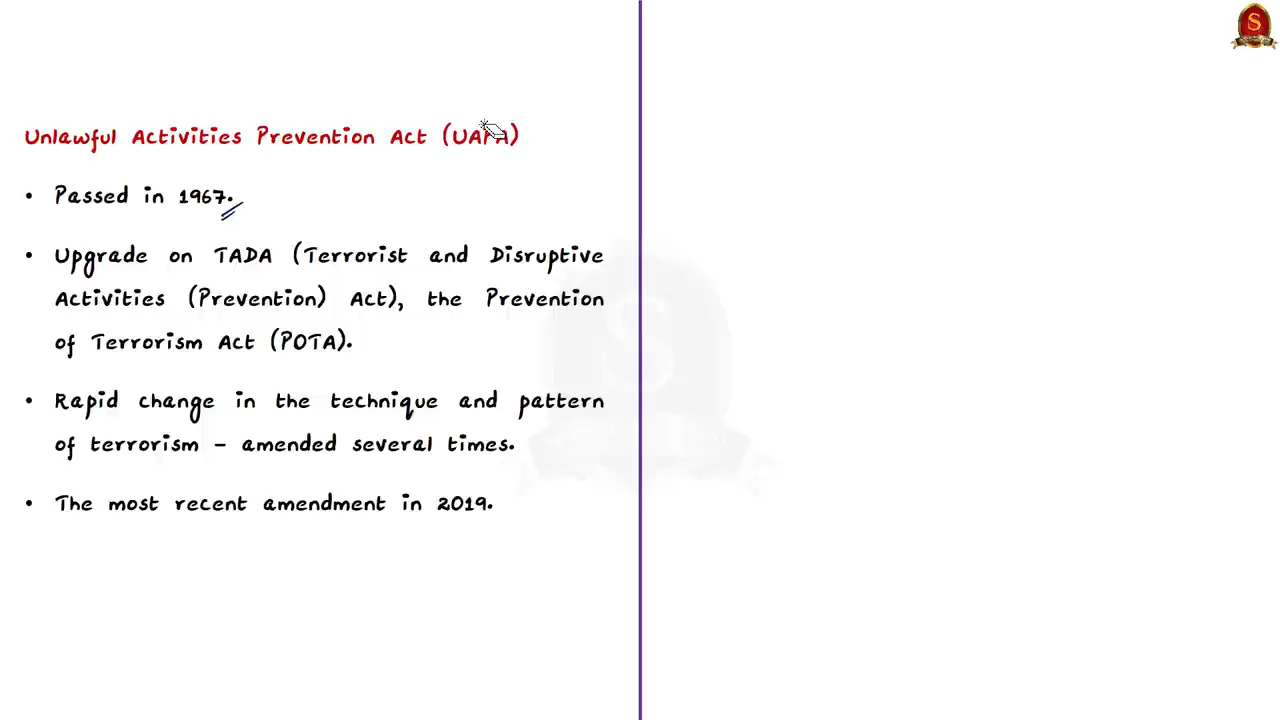 S
Unlawful Activities Prevention Act (UAPA)
• Passed in 1967.
• Upgrade on TADA (Terrorist and Disruptive
Activities (Prevention) Act), the Prevention
of Terrorism Act (POTA).
• Rapid change in the technique and pattern
of terrorism – amended several times.
• The most recent amendment in 2019.